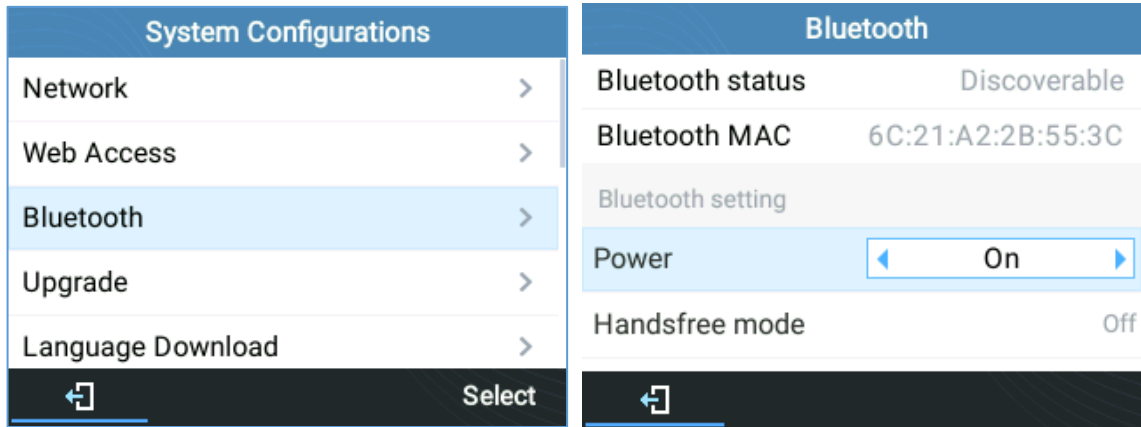 System Configurations
Network
Web Access
Bluetooth
Upgrade
Language Download
Select
Bluetooth
Bluetooth status Discoverable
Bluetooth MAC 6C:21:A2:2B:55:3C
Bluetooth setting
Power On
Handsfree mode Off